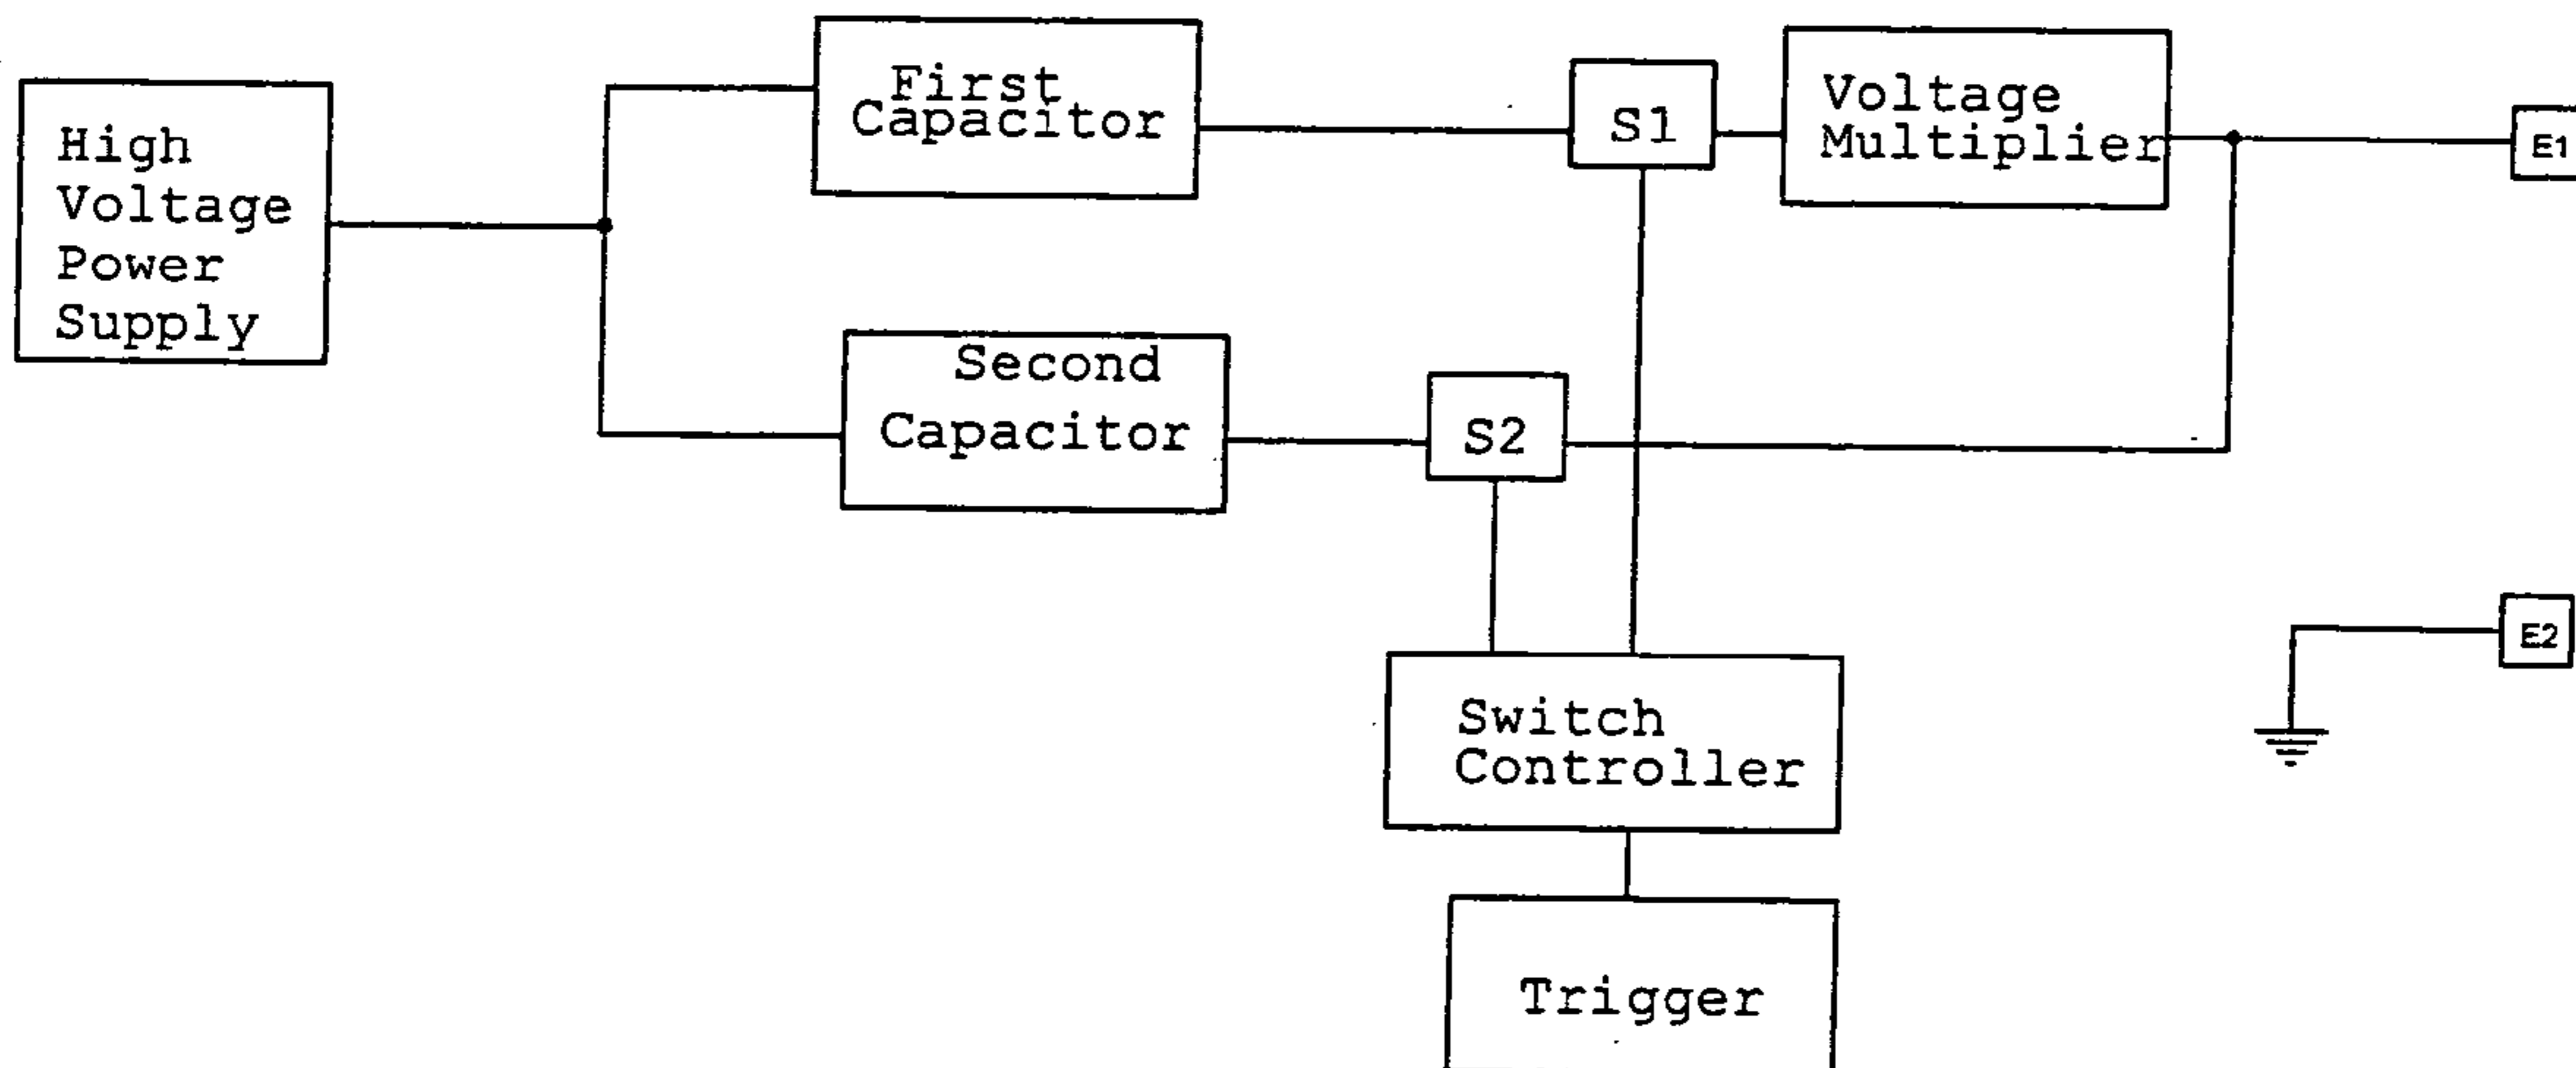 High
Voltage
Power
Supply
First
Capacitor
S1
Voltage
Multiplier
E1
Second
Capacitor
S2
E2
Switch
Controller
Trigger